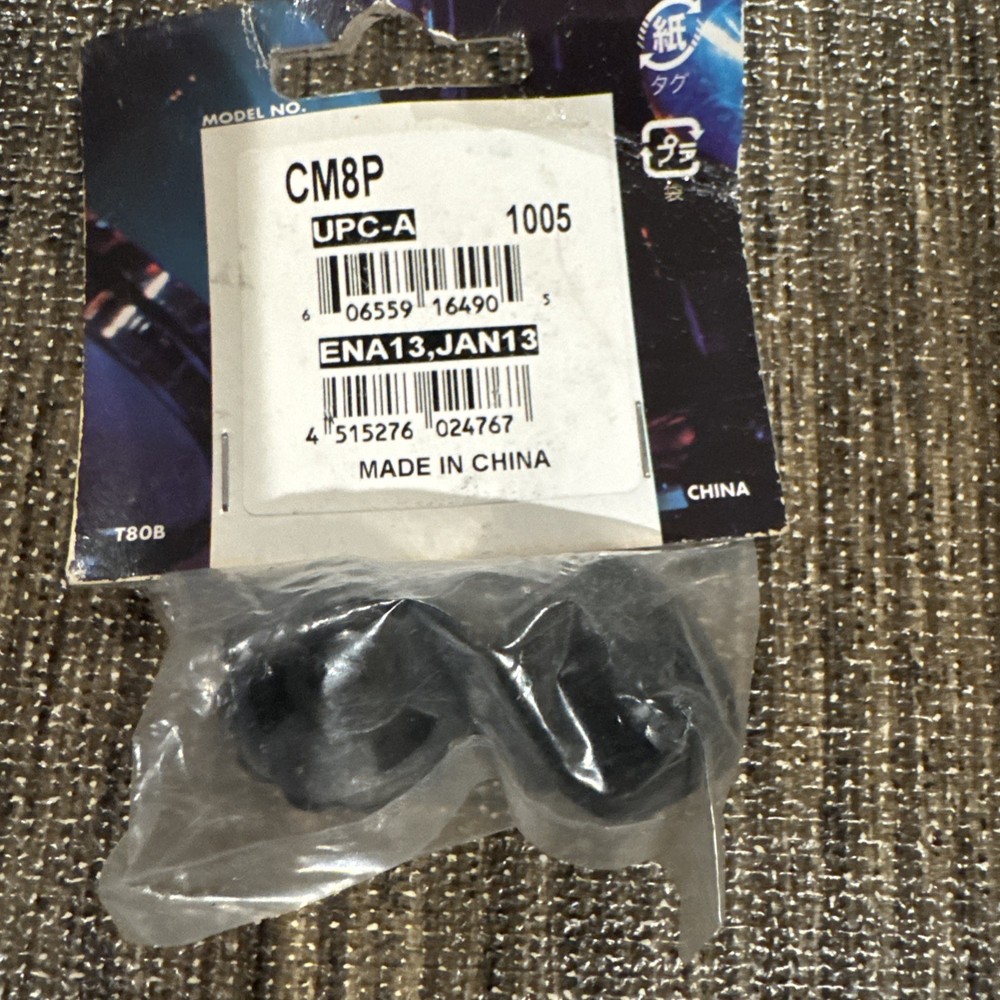 紙
タグ
MODEL NO.
プラ
袋
CM8P
UPC-A 1005
6 06559 16490 5
ENA13,JAN13
4 515276 024767
MADE IN CHINA
CHINA
T80B